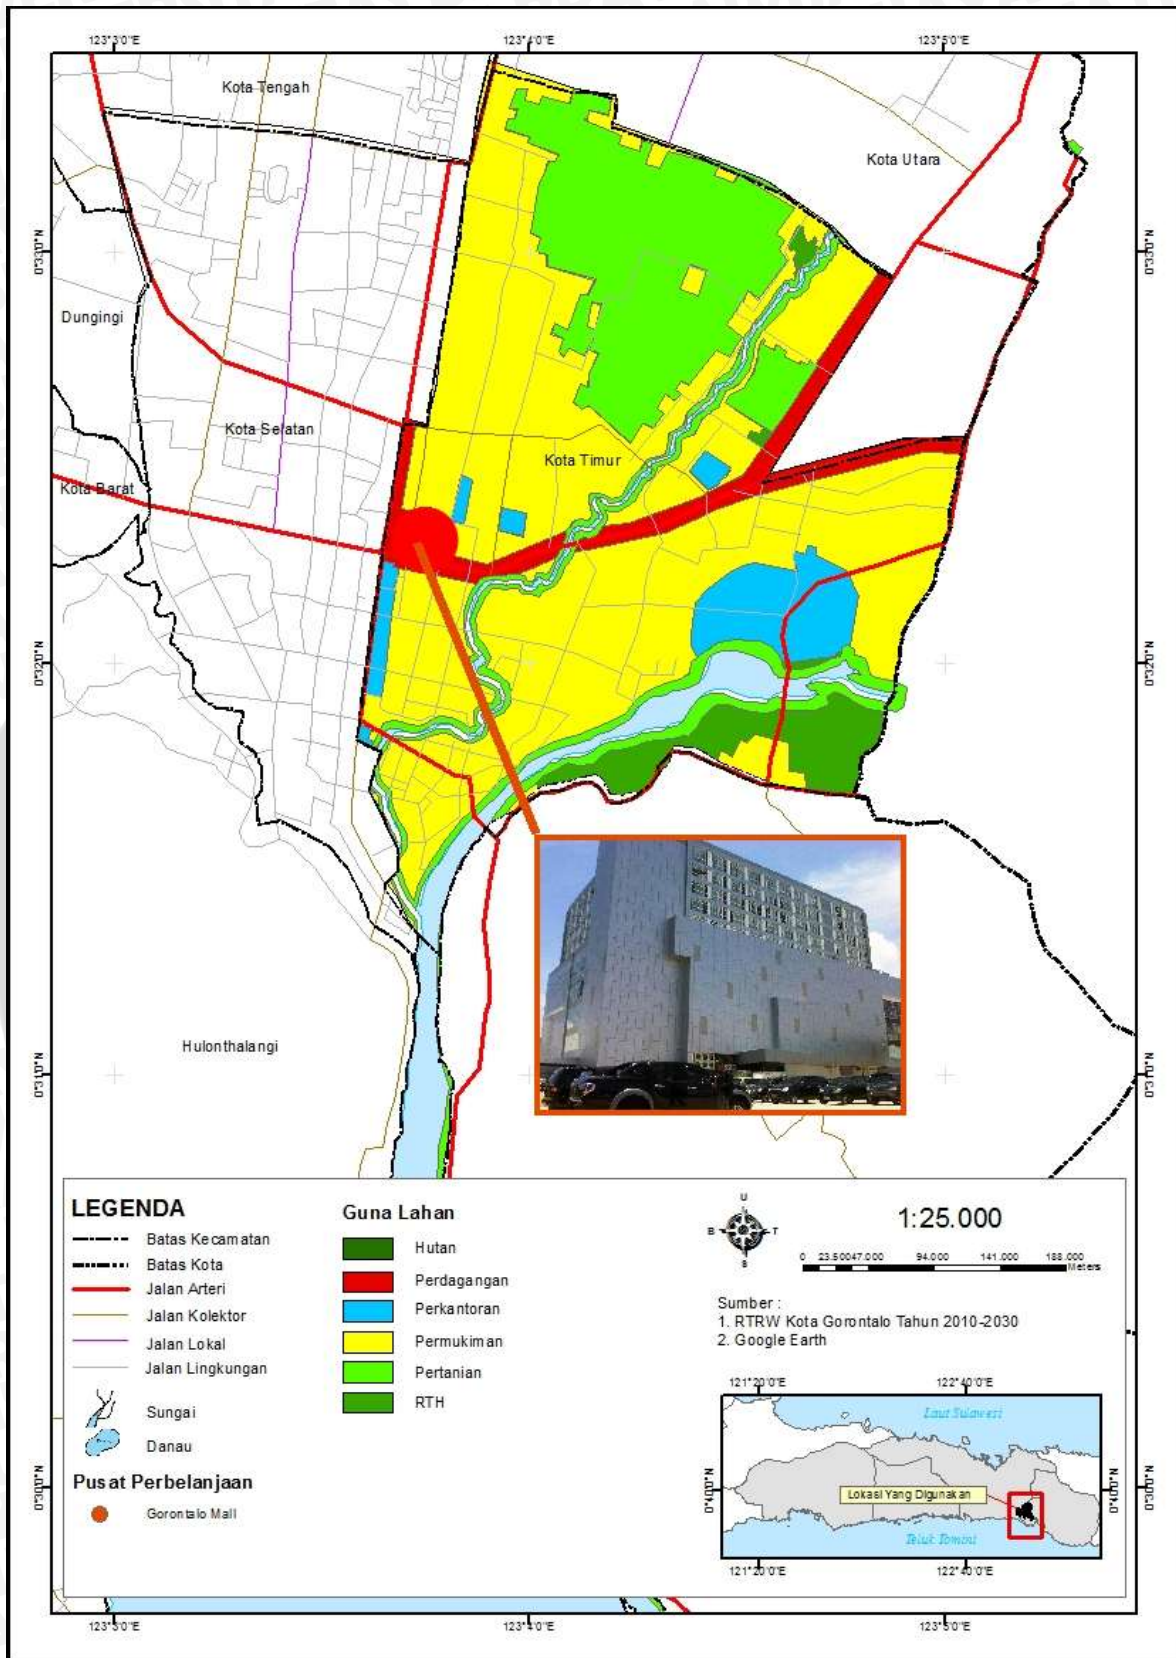 123°3'0"E
123°4'0"E
123°5'0"E
Kota Tengah
Kota Utara
0°33'0"N
0°33'0"N
Dungingi
Kota Selatan
Kota Timur
Kota Barat
0°32'0"N
0°32'0"N
Hulonthalangi
0°31'0"N
0°31'0"N
LEGENDA
Batas Kecamatan
Batas Kota
Jalan Arteri
Jalan Kolektor
Jalan Lokal
Jalan Lingkungan
Sungai
Danau
Pusat Perbelanjaan
Gorontalo Mall
Guna Lahan
Hutan
Perdagangan
Perkantoran
Permukiman
Pertanian
RTH
U
B
T
S
1:25.000
0 23.50047.000 94.000 141.000 188.000
Meters
Sumber :
1. RTRW Kota Gorontalo Tahun 2010-2030
2. Google Earth
121°20'0"E
122°40'0"E
Laut Sulawesi
0°40'0"N
0°40'0"N
Lokasi Yang Digunakan
Teluk Tomini
121°20'0"E
122°40'0"E
0°30'0"N
0°30'0"N
123°3'0"E
123°4'0"E
123°5'0"E